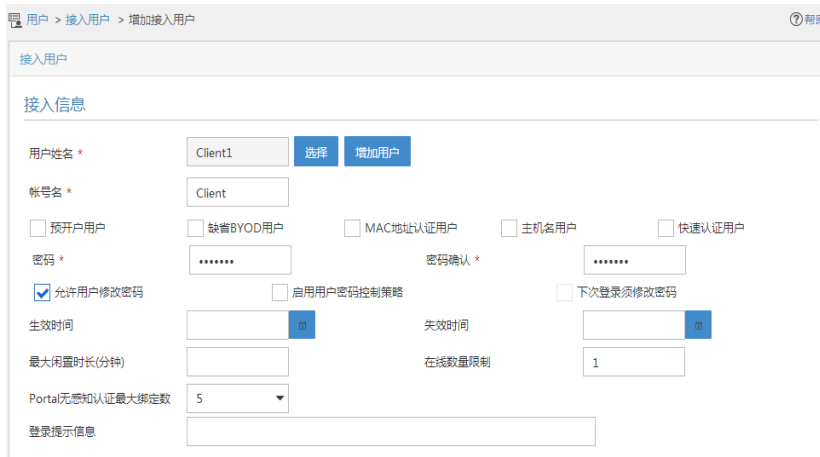 用户 > 接入用户 > 增加接入用户
接入用户
接入信息
用户姓名 * Client1 选择 增加用户
帐号名 * Client
预开户用户 缺省BYOD用户 MAC地址认证用户 主机名用户 快速认证用户
密码 * ••••••• 密码确认 * •••••••
允许用户修改密码 启用用户密码控制策略 下次登录须修改密码
生效时间 失效时间
最大闲置时长(分钟) 在线数量限制 1
Portal无感知认证最大绑定数 5
登录提示信息